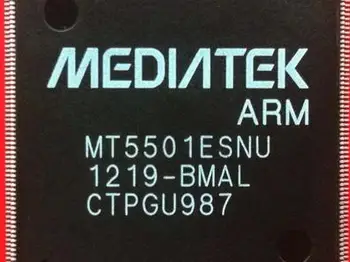 MEDIATEK
ARM
MT5501ESNU
1219-BMAL
CTPGU987